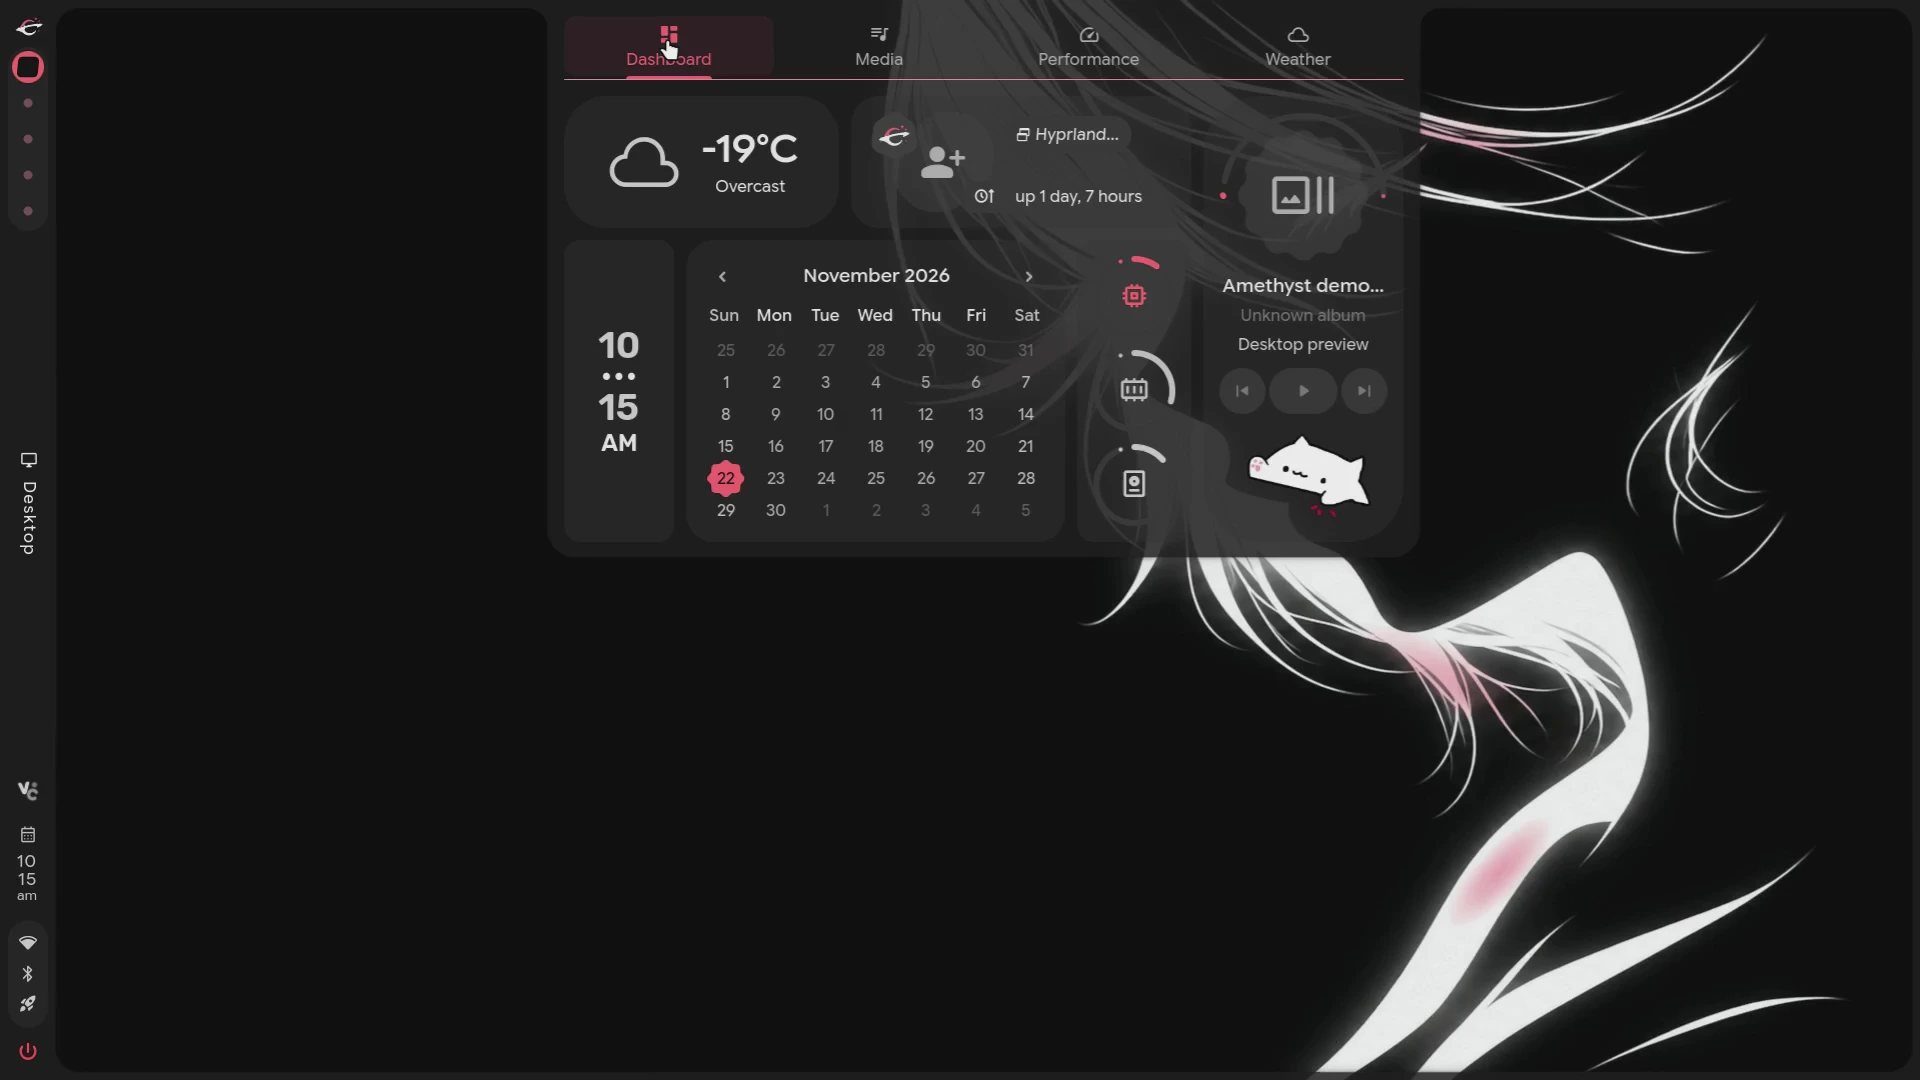 Dashboard
Media
Performance
Weather
-19°C
Overcast
Hyprland...
up 1 day, 7 hours
10
15
AM
November 2026
Sun Mon Tue Wed Thu Fri Sat
25 26 27 28 29 30 31
1 2 3 4 5 6 7
8 9 10 11 12 13 14
15 16 17 18 19 20 21
22 23 24 25 26 27 28
29 30 1 2 3 4 5
Amethyst demo...
Unknown album
Desktop preview
Desktop
10
15
am